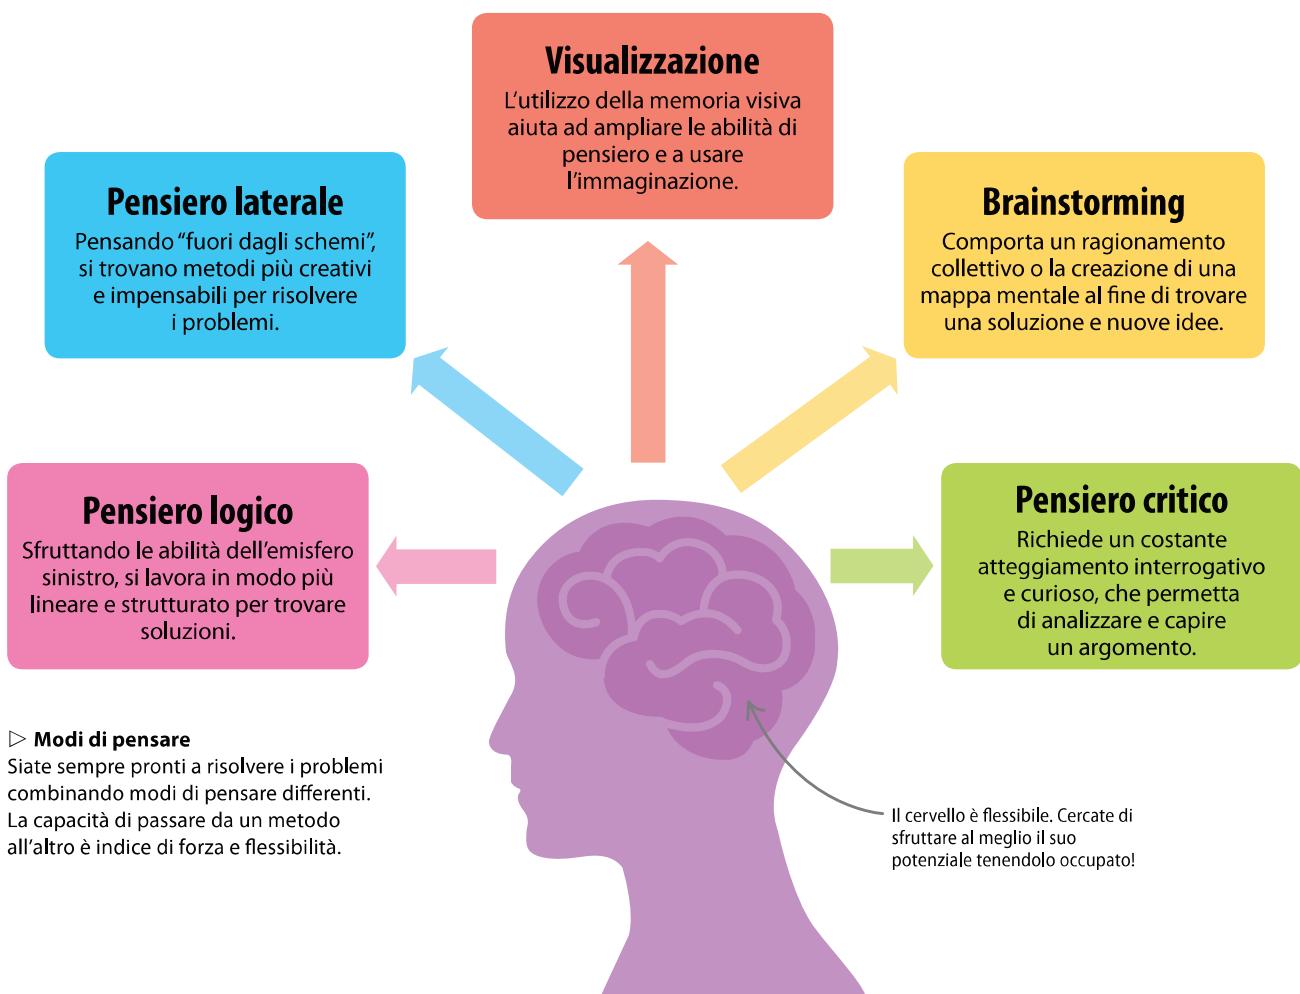 Visualizzazione
L'utilizzo della memoria visiva
aiuta ad ampliare le abilità di
pensiero e a usare
l'immaginazione.
Pensiero laterale
Pensando "fuori dagli schemi",
si trovano metodi più creativi
e impensabili per risolvere
i problemi.
Brainstorming
Comporta un ragionamento
collettivo o la creazione di una
mappa mentale al fine di trovare
una soluzione e nuove idee.
Pensiero logico
Sfruttando le abilità dell'emisfero
sinistro, si lavora in modo più
lineare e strutturato per trovare
soluzioni.
Pensiero critico
Richiede un costante
atteggiamento interrogativo
e curioso, che permetta
di analizzare e capire
un argomento.
▷ Modi di pensare
Siate sempre pronti a risolvere i problemi
combinando modi di pensare differenti.
La capacità di passare da un metodo
all'altro è indice di forza e flessibilità.
Il cervello è flessibile. Cercate di
sfruttare al meglio il suo
potenziale tenendolo occupato!